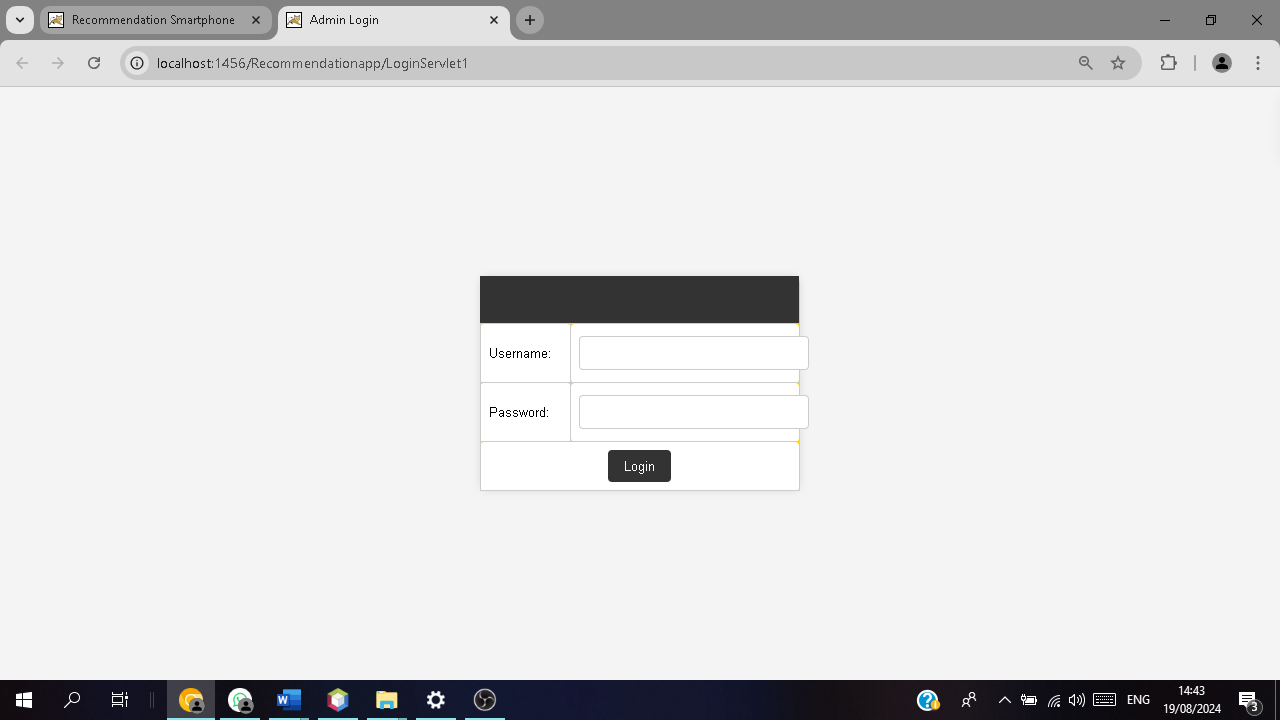 Recommendation Smartphone
Admin Login
localhost:1456/Recommendationapp/LoginServlet1
Username:
Password:
Login
ENG
14:43
19/08/2024
3